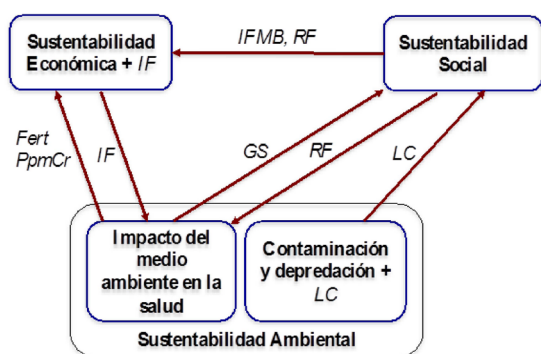 Sustentabilidad
Económica + IF
IFMB, RF
Sustentabilidad
Social
Fert
PpmCr
IF
GS
RF
LC
Impacto del
medio
ambiente en la
salud
Contaminación
y depredación +
LC
Sustentabilidad Ambiental